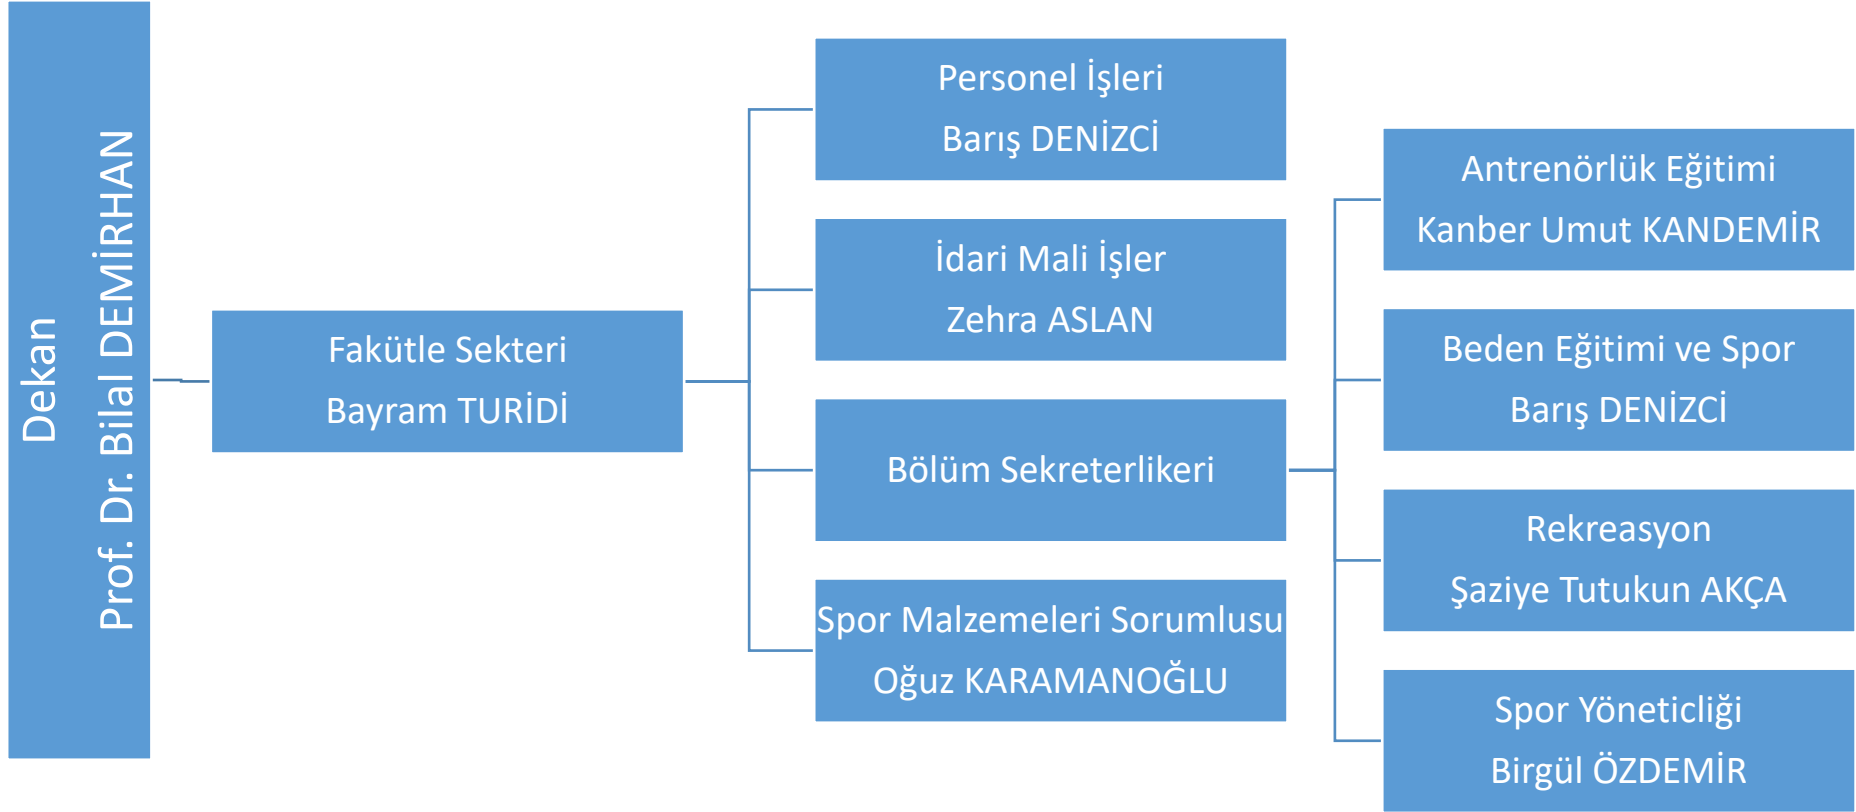 Dekan
Prof. Dr. Bilal DEMİRHAN
Fakütle Sekteri
Bayram TURİDİ
Personel İşleri
Barış DENİZCİ
İdari Mali İşler
Zehra ASLAN
Bölüm Sekreterlikeri
Spor Malzemeleri Sorumlusu
Oğuz KARAMANOĞLU
Antrenörlük Eğitimi
Kanber Umut KANDEMİR
Beden Eğitimi ve Spor
Barış DENİZCİ
Rekreasyon
Şaziye Tutukun AKÇA
Spor Yöneticliği
Birgül ÖZDEMİR